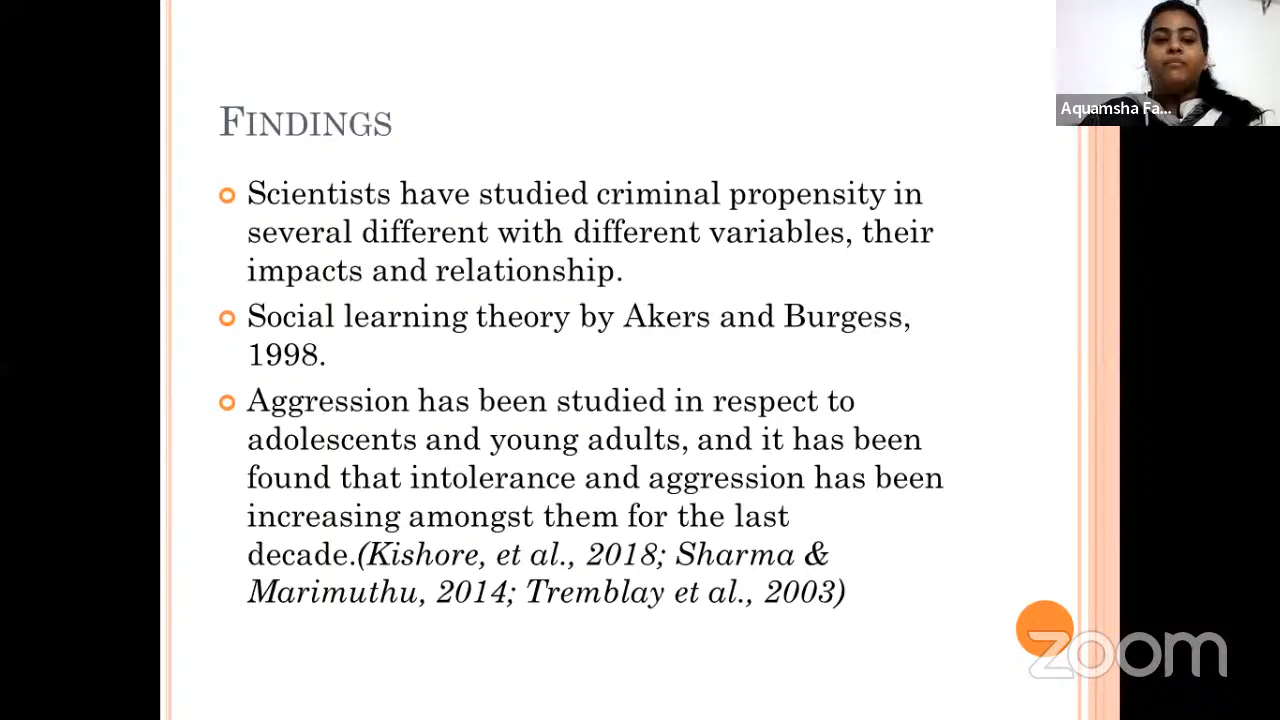 Aquamsha Fa...
FINDINGS
Scientists have studied criminal propensity in
several different with different variables, their
impacts and relationship.
Social learning theory by Akers and Burgess,
1998.
Aggression has been studied in respect to
adolescents and young adults, and it has been
found that intolerance and aggression has been
increasing amongst them for the last
decade.(Kishore, et al., 2018; Sharma &
Marimuthu, 2014; Tremblay et al., 2003)
zoom